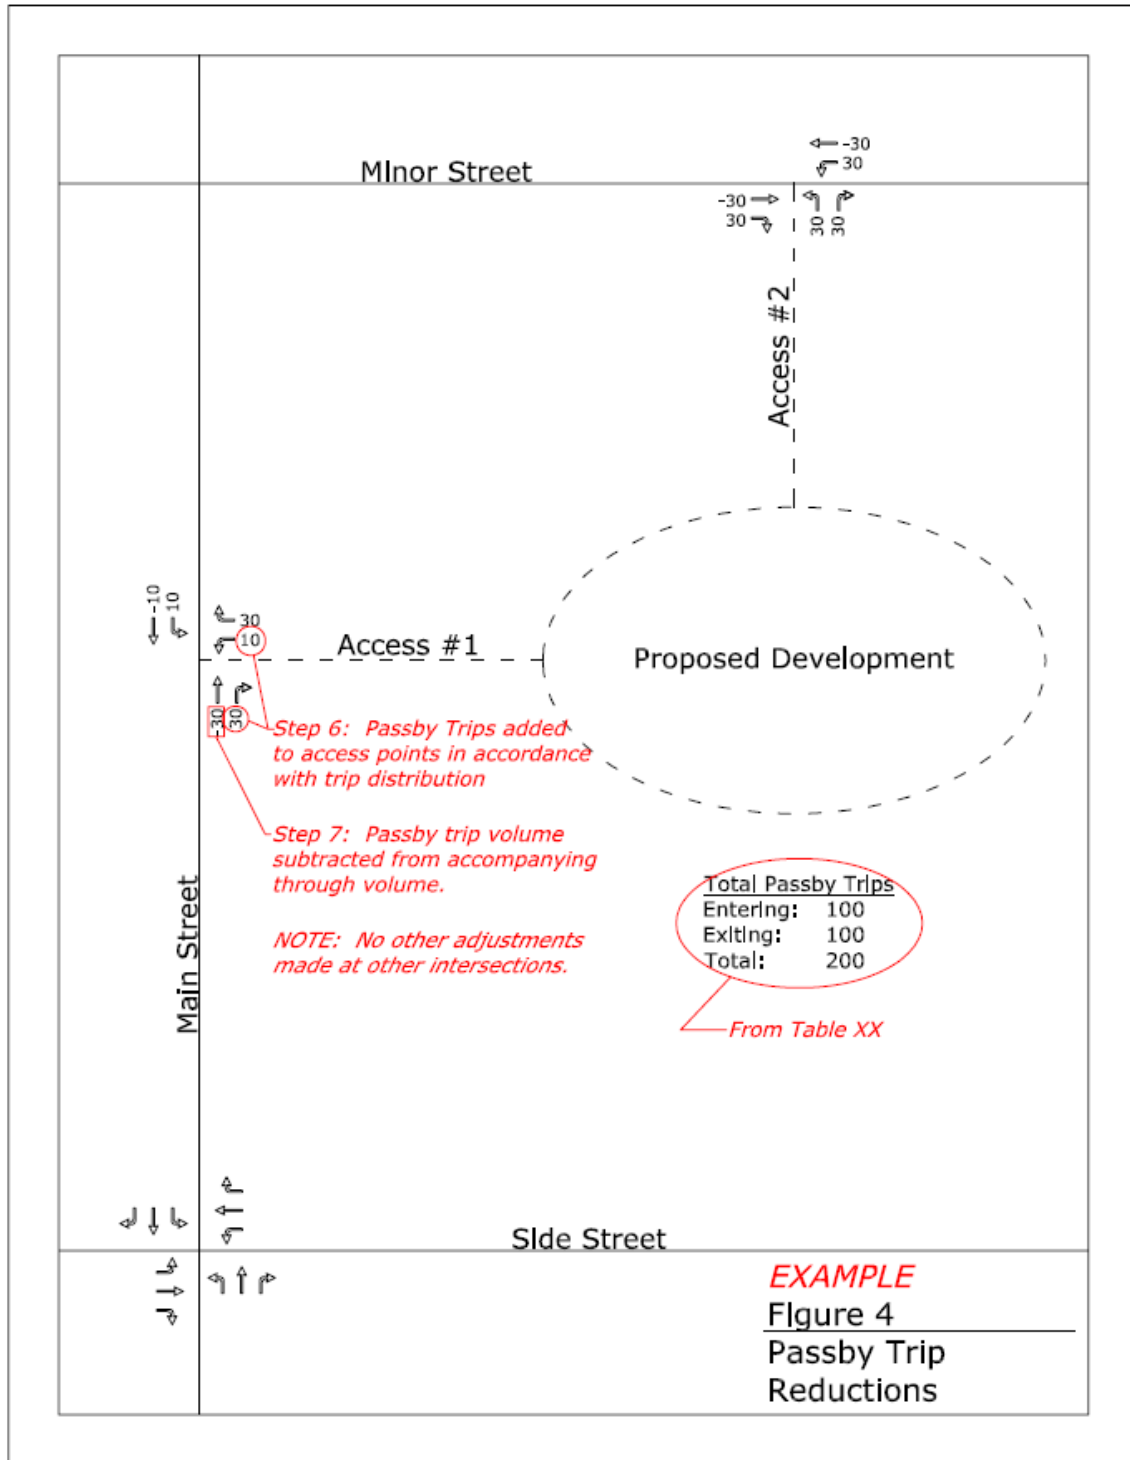 -30
30
MInor Street
-30
30
30
30
Access #2
-10
10
30
10
Access #1
Proposed Development
-30
30
Step 6: Passby Trips added
to access points in accordance
with trip distribution
Step 7: Passby trip volume
subtracted from accompanying
through volume.
Total Passby Trips
Entering: 100
Exiting: 100
Total: 200
Main Street
NOTE: No other adjustments
made at other intersections.
From Table XX
Side Street
EXAMPLE
Figure 4
Passby Trip
Reductions